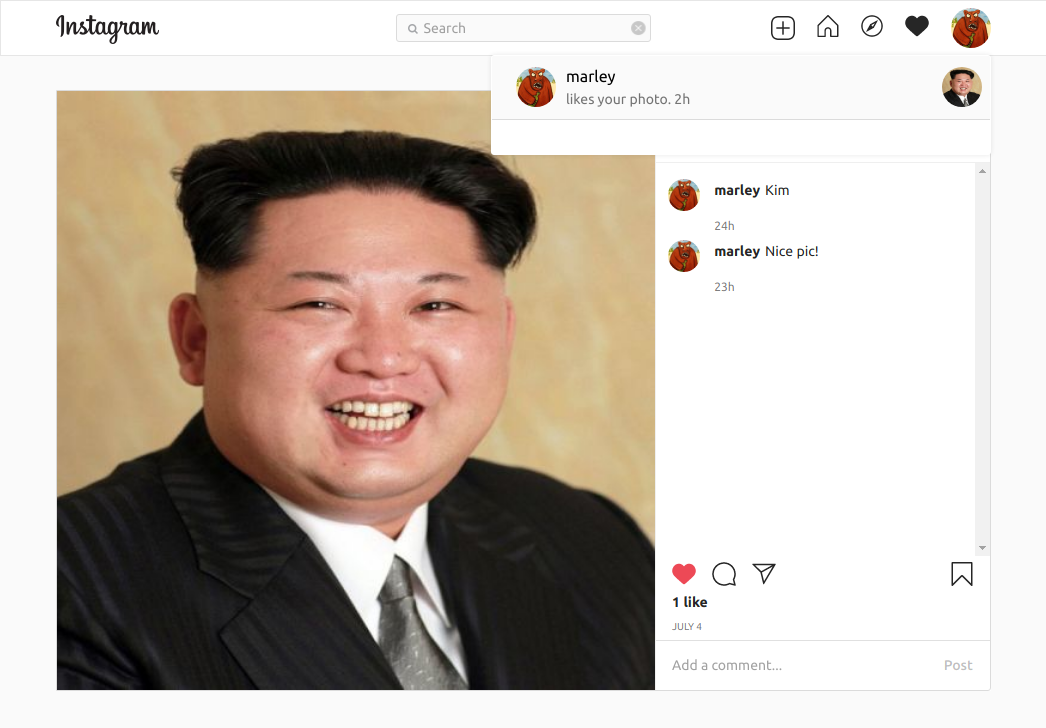 Instagram
Search
marley
likes your photo. 2h
marley Kim
24h
marley Nice pic!
23h
1 like
JULY 4
Add a comment... Post